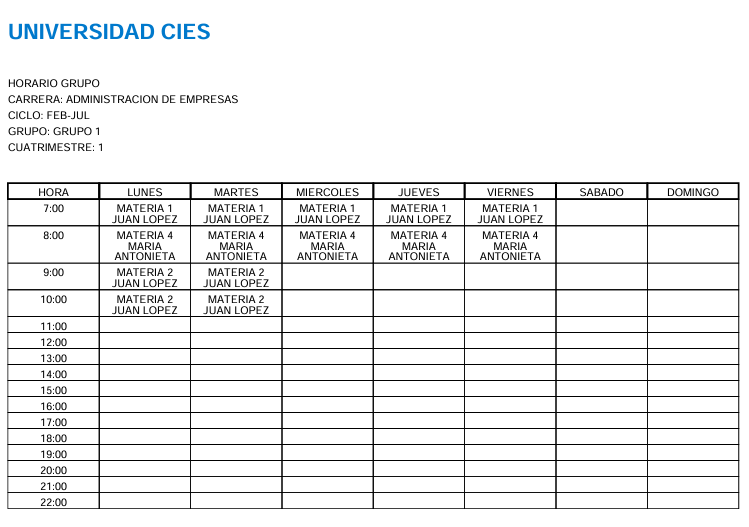 UNIVERSIDAD CIES
HORARIO GRUPO
CARRERA: ADMINISTRACION DE EMPRESAS
CICLO: FEB-JUL
GRUPO: GRUPO 1
CUATRIMESTRE: 1
HORA LUNES MARTES MIERCOLES JUEVES VIERNES SABADO DOMINGO
7:00 MATERIA 1 MATERIA 1 MATERIA 1 MATERIA 1 MATERIA 1
JUAN LOPEZ JUAN LOPEZ JUAN LOPEZ JUAN LOPEZ JUAN LOPEZ
8:00 MATERIA 4 MATERIA 4 MATERIA 4 MATERIA 4 MATERIA 4
MARIA MARIA MARIA MARIA MARIA
ANTONIETA ANTONIETA ANTONIETA ANTONIETA ANTONIETA
9:00 MATERIA 2 MATERIA 2
JUAN LOPEZ JUAN LOPEZ
10:00 MATERIA 2 MATERIA 2
JUAN LOPEZ JUAN LOPEZ
11:00
12:00
13:00
14:00
15:00
16:00
17:00
18:00
19:00
20:00
21:00
22:00